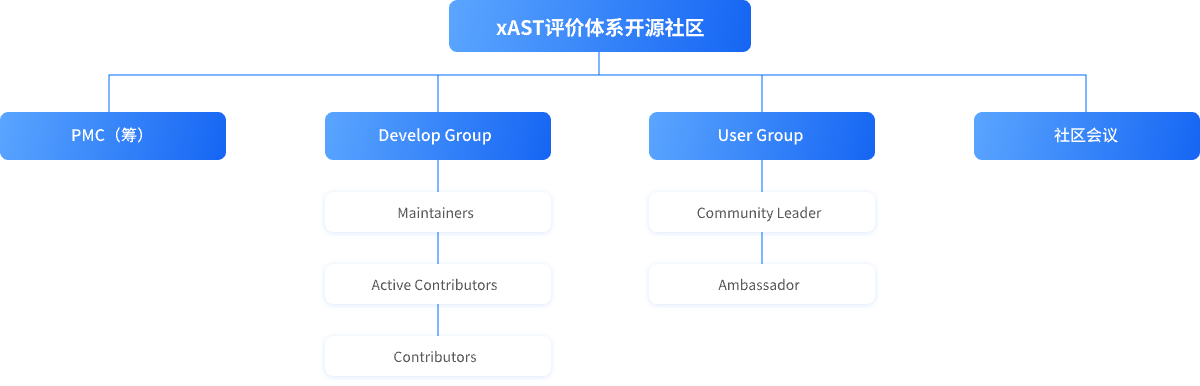 xAST评价体系开源社区
PMC（筹）
Develop Group
User Group
社区会议
Maintainers
Community Leader
Active Contributors
Ambassador
Contributors